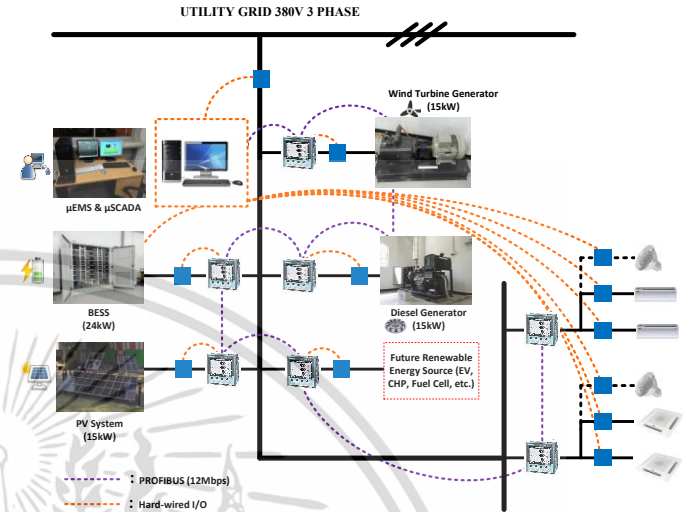 UTILITY GRID 380V 3 PHASE
Wind Turbine Generator
(15kW)
µEMS & µSCADA
BESS
(24kW)
Diesel Generator
(15kW)
Future Renewable
Energy Source (EV,
CHP, Fuel Cell, etc.)
PV System
(15kW)
: PROFIBUS (12Mbps)
: Hard-wired I/O